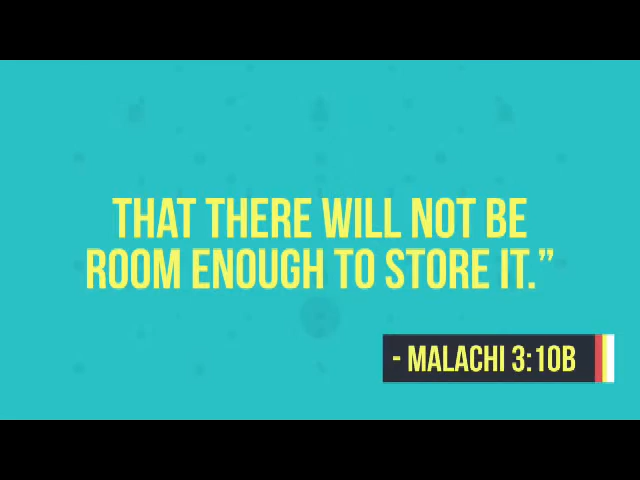 THAT THERE WILL NOT BE
ROOM ENOUGH TO STORE IT.”
- MALACHI 3:10B